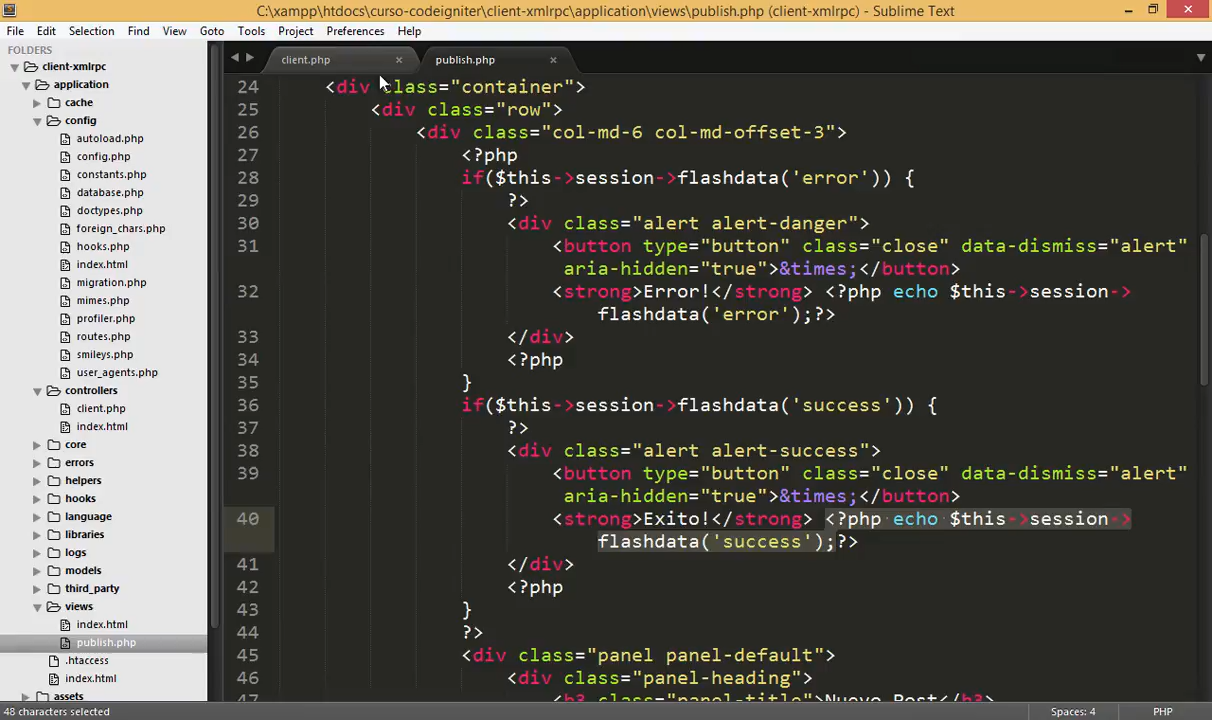 C:\xampp\htdocs\curso-codeigniter\client-xmlrpc\application\views\publish.php (client-xmlrpc) - Sublime Text
File Edit Selection Find View Goto Tools Project Preferences Help
FOLDERS
client-xmlrpc
application
cache
config
autoload.php
config.php
constants.php
database.php
doctypes.php
foreign_chars.php
hooks.php
index.html
migration.php
mimes.php
profiler.php
routes.php
smileys.php
user_agents.php
controllers
client.php
index.html
core
errors
helpers
hooks
language
libraries
logs
models
third_party
views
index.html
publish.php
.htaccess
index.html
assets
client.php × publish.php ×
24 <div class="container">
25 <div class="row">
26 <div class="col-md-6 col-md-offset-3">
27 <?php
28 if($this->session->flashdata('error')) {
29 ?>
30 <div class="alert alert-danger">
31 <button type="button" class="close" data-dismiss="alert"
aria-hidden="true">&times;</button>
32 <strong>Error!</strong> <?php echo $this->session->
flashdata('error');?>
33 </div>
34 <?php
35 }
36 if($this->session->flashdata('success')) {
37 ?>
38 <div class="alert alert-success">
39 <button type="button" class="close" data-dismiss="alert"
aria-hidden="true">&times;</button>
40 <strong>Exito!</strong> <?php echo $this->session->
flashdata('success');?>
41 </div>
42 <?php
43 }
44 ?>
45 <div class="panel panel-default">
46 <div class="panel-heading">
47 <h3 class="panel-title">Nuevo Post</h3>
48 characters selected Spaces: 4 PHP